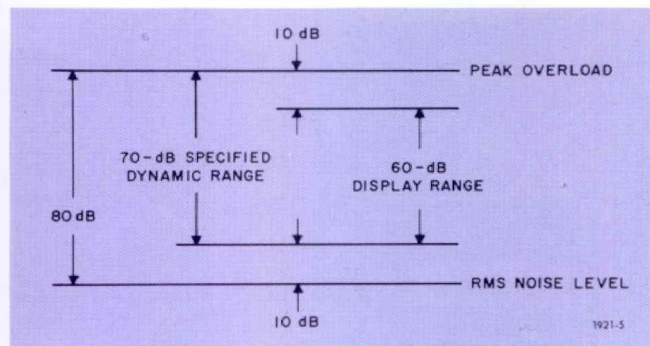 10 dB
PEAK OVERLOAD
70-dB SPECIFIED
DYNAMIC RANGE
60-dB
DISPLAY RANGE
80 dB
RMS NOISE LEVEL
10 dB
1921-5